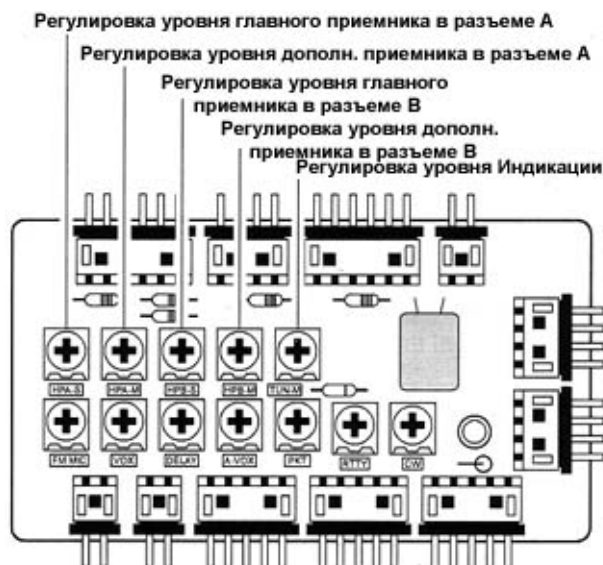 Регулировка уровня главного приемника в разъеме А
Регулировка уровня дополн. приемника в разъеме А
Регулировка уровня главного
приемника в разъеме В
Регулировка уровня дополн.
приемника в разъеме В
Регулировка уровня Индикации
HPA-S HPA-M HPB-S HPB-M TUN-M
FM MIC VOX DELAY A-VOX PKT RTTY CW